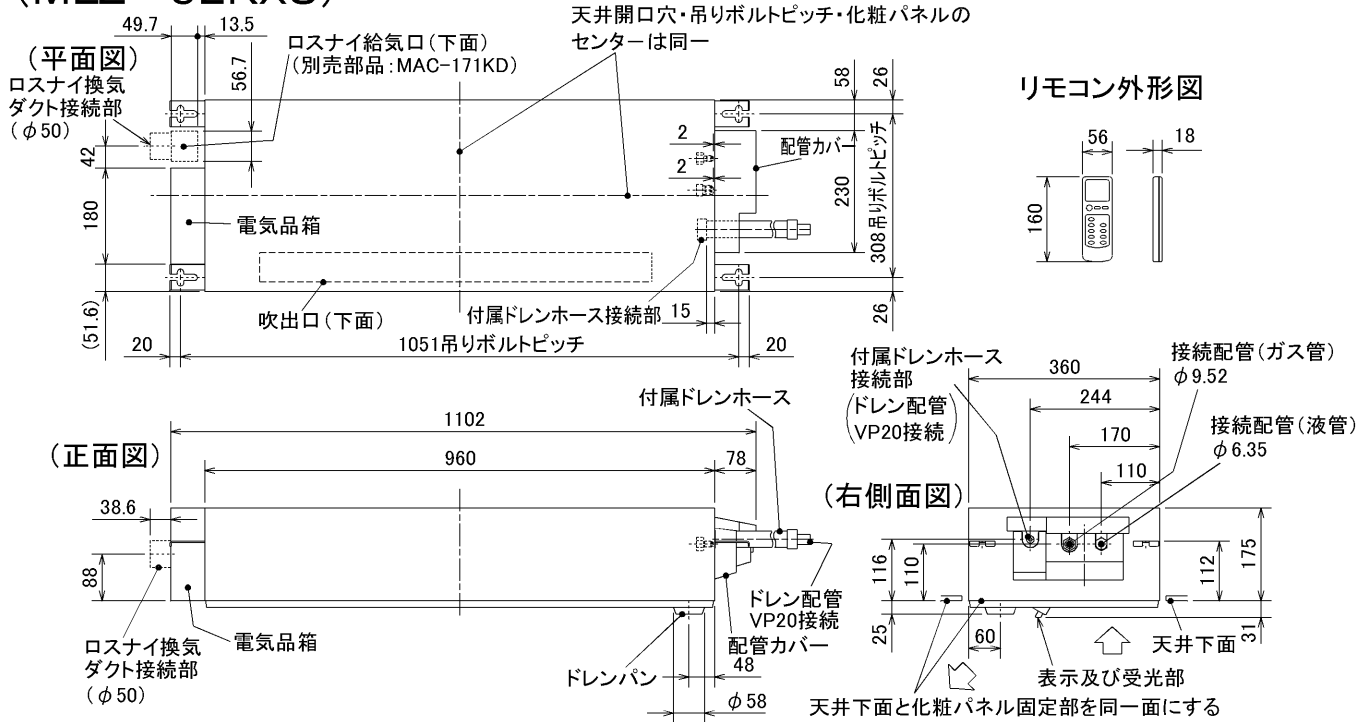 49.7
13.5
天井開口穴・吊りボルトピッチ・化粧パネルの
センターは同一
(平面図)
ロスナイ給気口(下面)
(別売部品:MAC-171KD)
ロスナイ換気
ダクト接続部
(φ50)
56.7
58
26
リモコン外形図
56
18
160
42
180
(51.6)
電気品箱
2
2
配管カバー
230
308吊りボルトピッチ
26
吹出口(下面)
付属ドレンホース接続部
15
20
1051吊りボルトピッチ
20
(正面図)
1102
付属ドレンホース
960
78
38.6
88
ロスナイ換気
ダクト接続部
(φ50)
電気品箱
ドレン配管
VP20接続
配管カバー
ドレンパン
48
φ58
付属ドレンホース
接続部
(ドレン配管
VP20接続)
360
244
170
110
接続配管(ガス管)
φ9.52
接続配管(液管)
φ6.35
(右側面図)
116
110
25
60
112
175
31
天井下面
表示及び受光部
天井下面と化粧パネル固定部を同一面にする